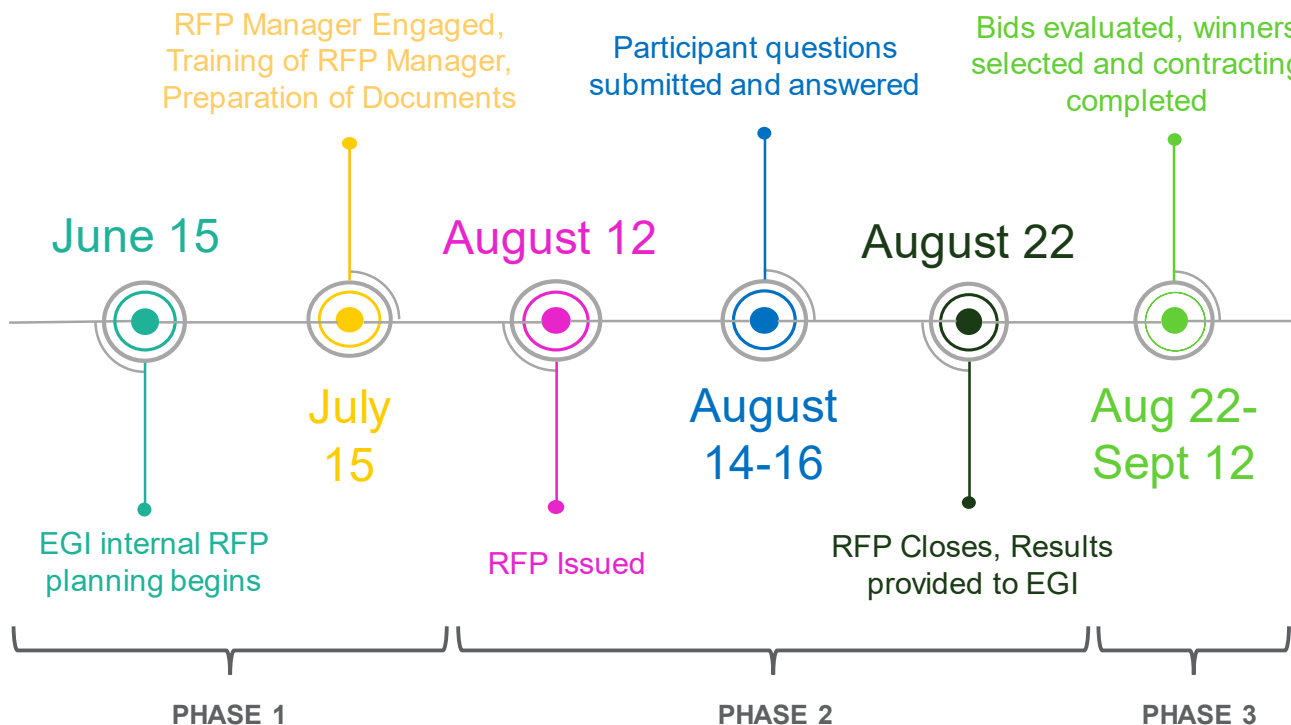 RFP Manager Engaged,
Training of RFP Manager,
Preparation of Documents
Participant questions
submitted and answered
Bids evaluated, winners
selected and contracting
completed
June 15
August 12
August 22
July
15
August
14-16
Aug 22-
Sept 12
EGI internal RFP
planning begins
RFP Issued
RFP Closes, Results
provided to EGI
PHASE 1
PHASE 2
PHASE 3